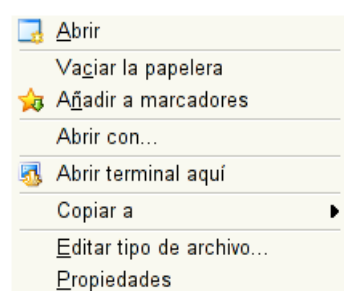 Abrir
Vaciar la papelera
Añadir a marcadores
Abrir con...
Abrir terminal aquí
Copiar a
Editar tipo de archivo...
Propiedades